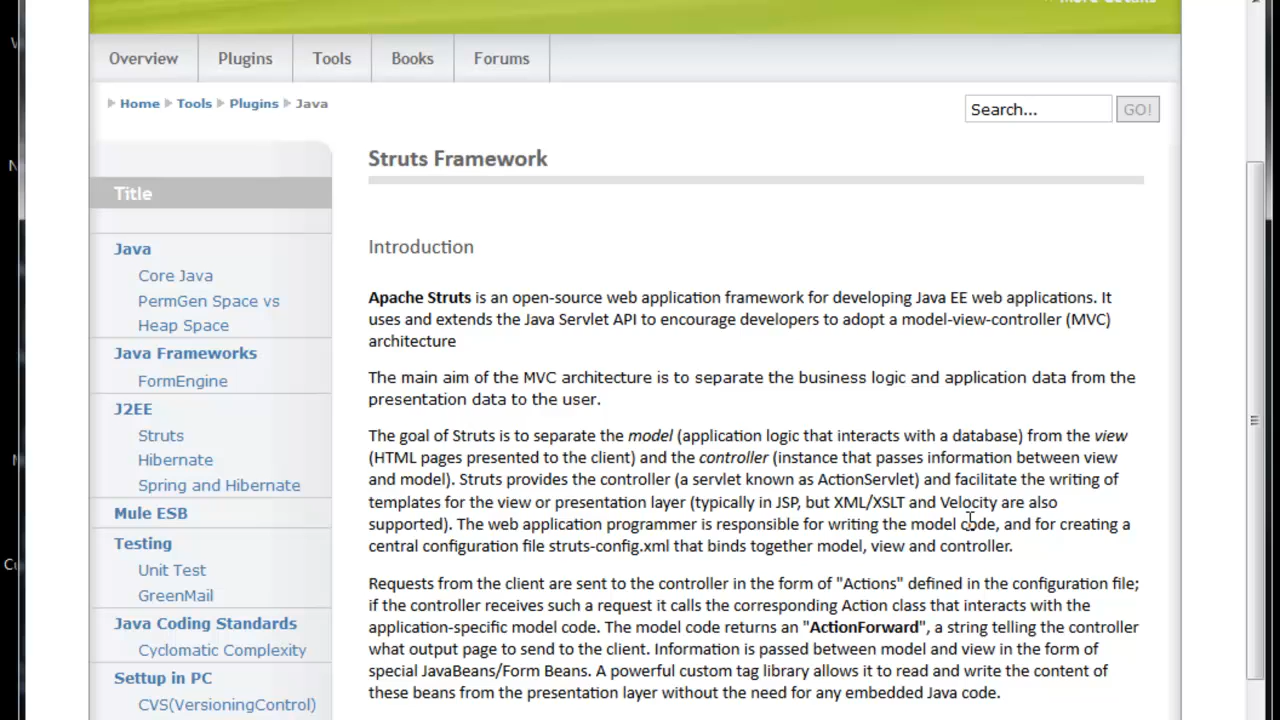 Overview Plugins Tools Books Forums
Home Tools Plugins Java
Search... GO!
Title
Java
Core Java
PermGen Space vs
Heap Space
Java Frameworks
FormEngine
J2EE
Struts
Hibernate
Spring and Hibernate
Mule ESB
Testing
Unit Test
GreenMail
Java Coding Standards
Cyclomatic Complexity
Settup in PC
CVS(VersioningControl)
Struts Framework
Introduction
Apache Struts is an open-source web application framework for developing Java EE web applications. It
uses and extends the Java Servlet API to encourage developers to adopt a model-view-controller (MVC)
architecture
The main aim of the MVC architecture is to separate the business logic and application data from the
presentation data to the user.
The goal of Struts is to separate the model (application logic that interacts with a database) from the view
(HTML pages presented to the client) and the controller (instance that passes information between view
and model). Struts provides the controller (a servlet known as ActionServlet) and facilitate the writing of
templates for the view or presentation layer (typically in JSP, but XML/XSLT and Velocity are also
supported). The web application programmer is responsible for writing the model code, and for creating a
central configuration file struts-config.xml that binds together model, view and controller.
Requests from the client are sent to the controller in the form of "Actions" defined in the configuration file;
if the controller receives such a request it calls the corresponding Action class that interacts with the
application-specific model code. The model code returns an "ActionForward", a string telling the controller
what output page to send to the client. Information is passed between model and view in the form of
special JavaBeans/Form Beans. A powerful custom tag library allows it to read and write the content of
these beans from the presentation layer without the need for any embedded Java code.